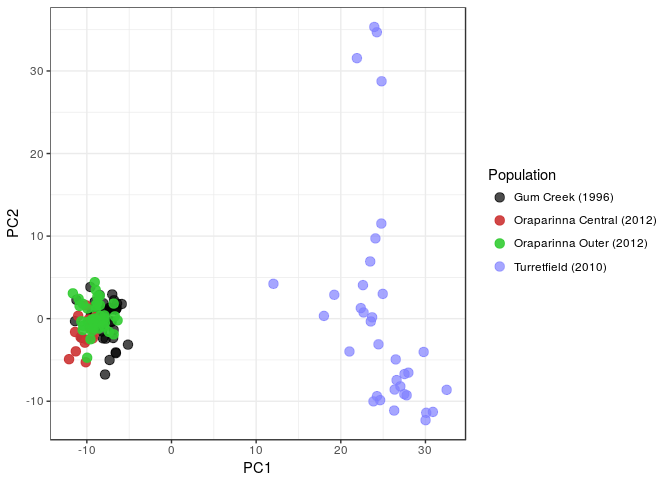 30
20
10
0
-10
PC2
-10
0
10
20
30
PC1
Population
Gum Creek (1996)
Oraparinna Central (2012)
Oraparinna Outer (2012)
Turretfield (2010)